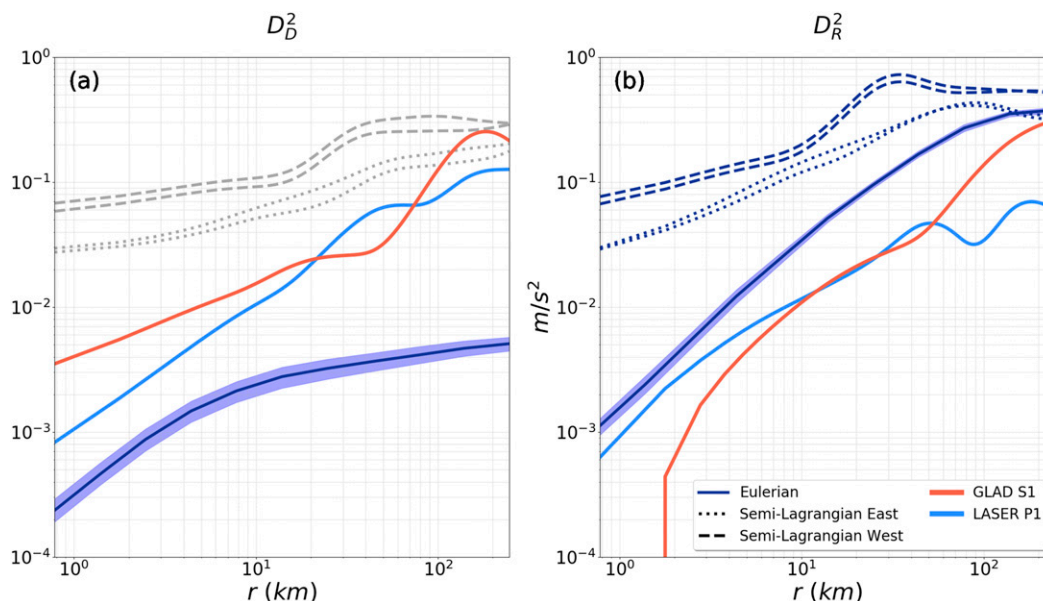 $D_D^2$ $D_R^2$
(a) (b)
10^0 10^0
10^{-1} 10^{-1}
10^{-2} 10^{-2}
m/s^2
10^{-3} 10^{-3}
Eulerian GLAD S1
Semi-Lagrangian East LASER P1
Semi-Lagrangian West
10^{-4} 10^{-4}
10^0 10^1 10^2 10^0 10^1 10^2
r (km) r (km)